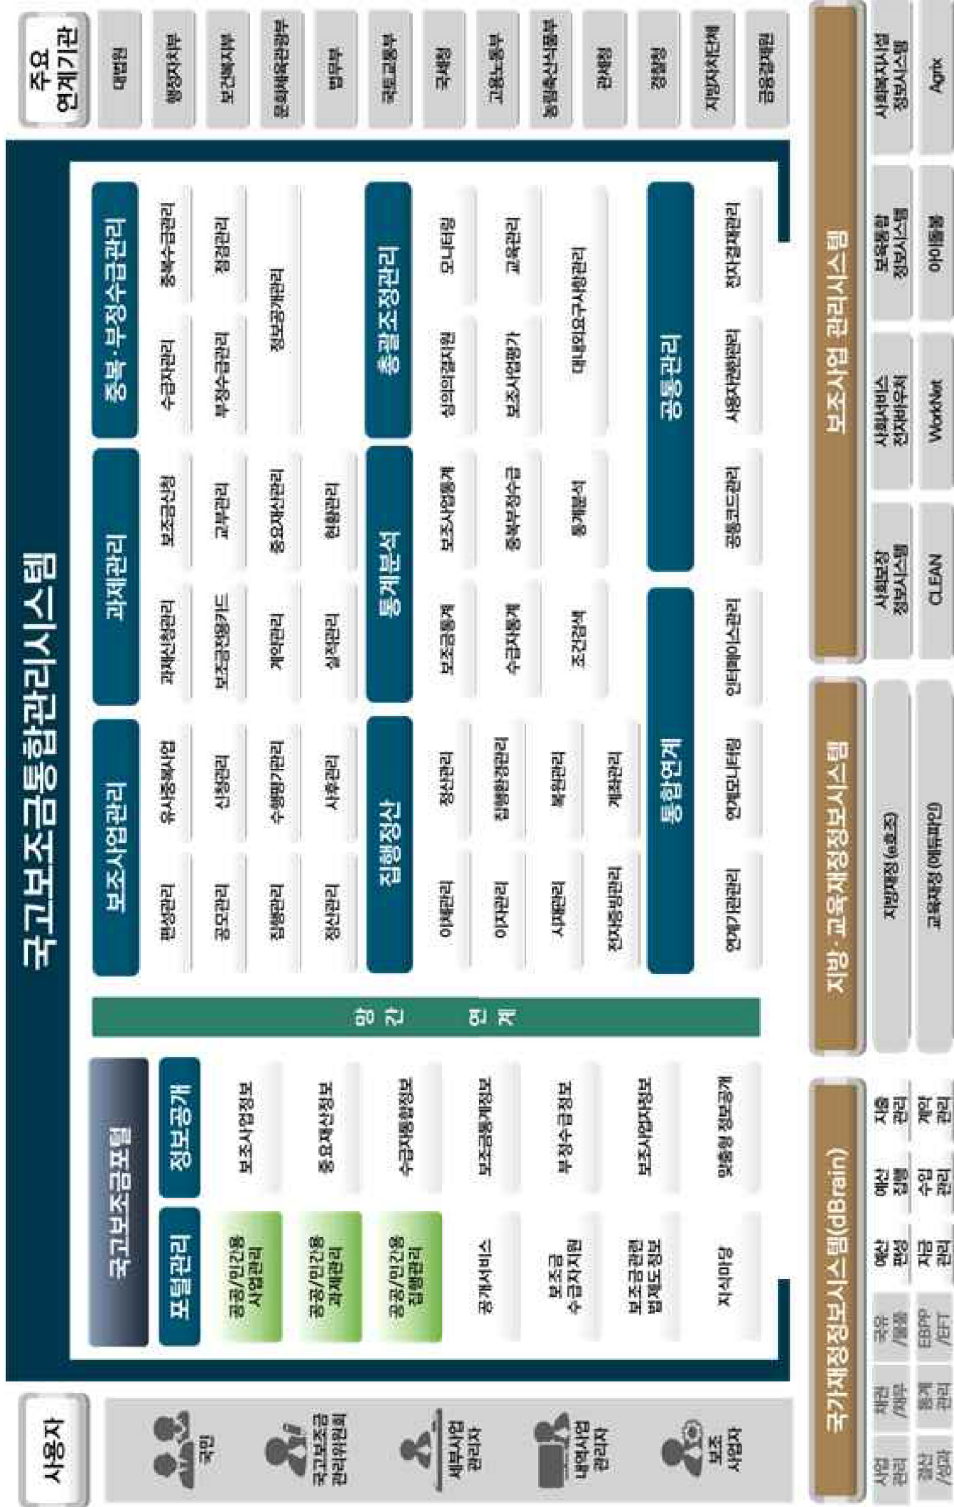 국고보조금통합관리시스템
사용자
국민
국고보조금
관리위원회
세부사업
관리자
내역사업
관리자
보조
사업자
국고보조금포털
포털관리
정보공개
공공/민간용
사업관리
보조사업정보
공공/민간용
과제관리
중요재산정보
공공/민간용
집행관리
수급자통합정보
공개서비스
보조금통계정보
보조금
수급자지원
부정수급정보
보조금관련
법제도정보
보조사업자정보
지식마당
맞춤형 정보공개
망간 연계
보조사업관리
편성관리
유사중복사업
공모관리
신청관리
집행관리
수행평가관리
정산관리
사후관리
과제관리
과제신청관리
보조금신청
보조금전용카드
교부관리
계약관리
중요재산관리
실적관리
현황관리
중복·부정수급관리
수급자관리
중복수급관리
부정수급관리
점검관리
정보공개관리
집행정산
이체관리
정산관리
이자관리
집행환경관리
시재관리
복원관리
전자증빙관리
계좌관리
통계분석
보조금통계
보조사업통계
수급자통계
중복부정수급
조건검색
통계분석
총괄조정관리
심의의결지원
모니터링
보조사업평가
교육관리
대내외요구사항관리
통합연계
연계기관관리
연계모니터링
인터페이스관리
공통관리
공통코드관리
사용자권한관리
전자결재관리
주요
연계기관
대법원
행정자치부
보건복지부
문화체육관광부
법무부
국토교통부
국세청
고용노동부
농림축산식품부
관세청
경찰청
지방자치단체
금융결제원
국가재정정보시스템(dBrain)
사업
관리
채권
/채무
국유
/물품
예산
편성
예산
집행
지출
관리
결산
/성과
통계
관리
EBPP
/EFT
자금
관리
수입
관리
계약
관리
지방·교육재정정보시스템
지방재정 (e호조)
교육재정 (에듀파인)
보조사업 관리시스템
사회보장
정보시스템
사회서비스
전자바우처
보육통합
정보시스템
사회복지시설
정보시스템
CLEAN
WorkNet
아이돌봄
Agrix